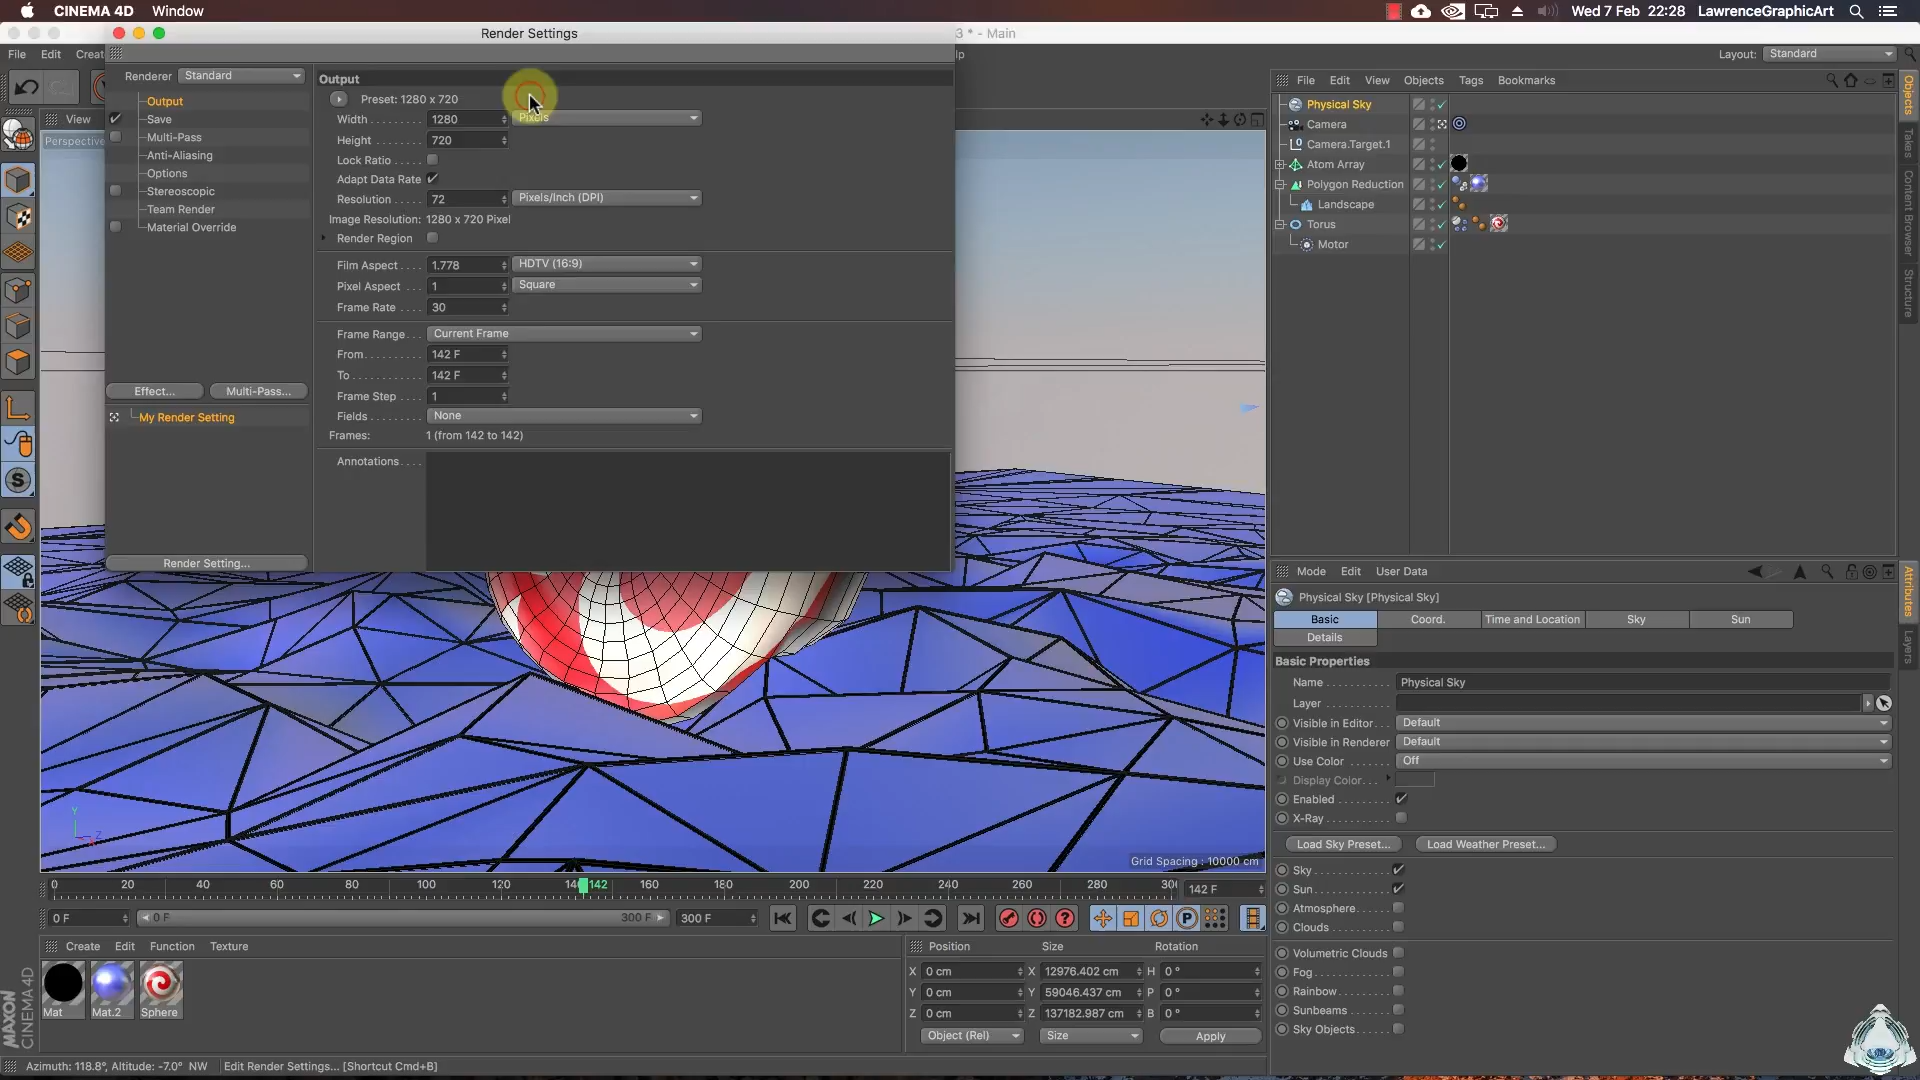 CINEMA 4D Window
Wed 7 Feb 22:28 LawrenceGraphicArt
Render Settings
3 * - Main
File Edit Creat
lp
Layout: Standard
Renderer Standard
Output
Save
Multi-Pass
Anti-Aliasing
Options
Stereoscopic
Team Render
Material Override
Effect... Multi-Pass...
My Render Setting
Render Setting...
Output
Preset: 1280 x 720
Width 1280 Pixels
Height 720
Lock Ratio
Adapt Data Rate
Resolution 72 Pixels/Inch (DPI)
Image Resolution: 1280 x 720 Pixel
Render Region
Film Aspect 1.778 HDTV (16:9)
Pixel Aspect 1 Square
Frame Rate 30
Frame Range Current Frame
From 142 F
To 142 F
Frame Step 1
Fields None
Frames: 1 (from 142 to 142)
Annotations
View
Perspective
File Edit View Objects Tags Bookmarks
Physical Sky
Camera
Camera.Target.1
Atom Array
Polygon Reduction
Landscape
Torus
Motor
Objects
Takes
Content Browser
Structure
Mode Edit User Data
Physical Sky [Physical Sky]
Basic Coord. Time and Location Sky Sun
Details
Basic Properties
Name Physical Sky
Layer
Visible in Editor Default
Visible in Renderer Default
Use Color Off
Display Color
Enabled
X-Ray
Load Sky Preset... Load Weather Preset...
Sky
Sun
Atmosphere
Clouds
Volumetric Clouds
Fog
Rainbow
Sunbeams
Sky Objects
Attributes
Layers
Y
Z
Grid Spacing : 10000 cm
0 20 40 60 80 100 120 142 160 180 200 220 240 260 280 142 F
0 F 0 F 300 F 300 F
P
Create Edit Function Texture
Mat Mat.2 Sphere
MAXON
CINEMA 4D
Position Size Rotation
X 0 cm X 12976.402 cm H 0 °
Y 0 cm Y 59046.437 cm P 0 °
Z 0 cm Z 137182.987 cm B 0 °
Object (Rel) Size Apply
Azimuth: 118.8°, Altitude: -7.0° NW Edit Render Settings... [Shortcut Cmd+B]